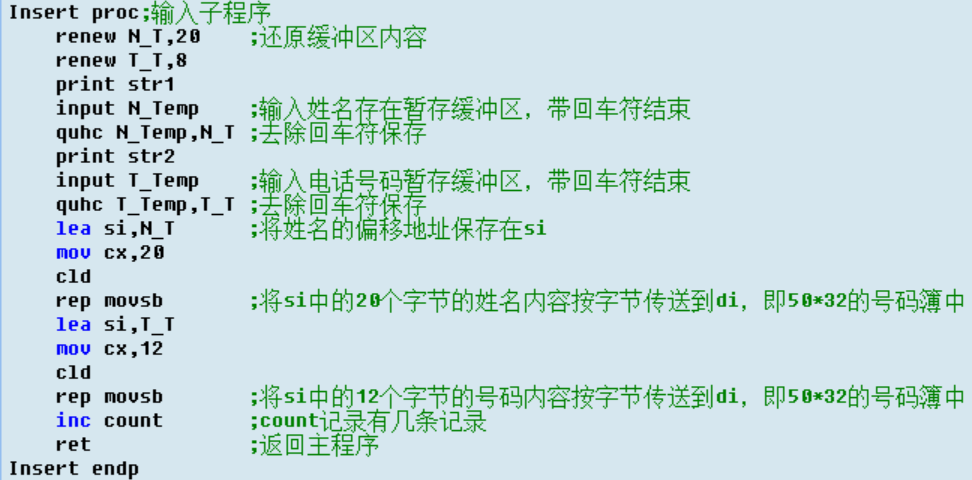 Insert proc;输入子程序
    renew N_T,20    ;还原缓冲区内容
    renew T_T,8
    print str1
    input N_Temp    ;输入姓名存在暂存缓冲区，带回车符结束
    quhc N_Temp,N_T ;去除回车符保存
    print str2
    input T_Temp    ;输入电话号码暂存缓冲区，带回车符结束
    quhc T_Temp,T_T ;去除回车符保存
    lea si,N_T      ;将姓名的偏移地址保存在si
    mov cx,20
    cld
    rep movsb       ;将si中的20个字节的姓名内容按字节传送到di，即50*32的号码簿中
    lea si,T_T
    mov cx,12
    cld
    rep movsb       ;将si中的12个字节的号码内容按字节传送到di，即50*32的号码簿中
    inc count       ;count记录有几条记录
    ret             ;返回主程序
Insert endp